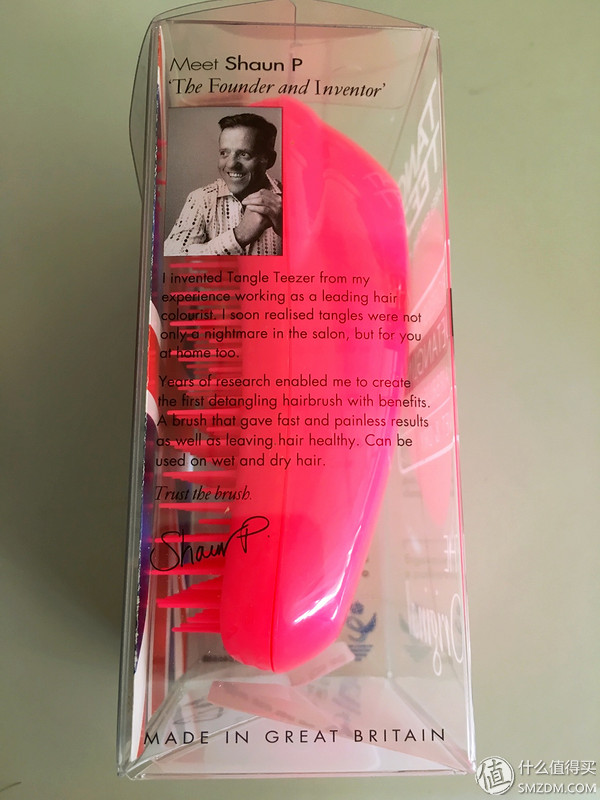 Meet Shaun P
'The Founder and Inventor'
I invented Tangle Teezer from my
experience working as a leading hair
colourist. I soon realised tangles were not
only a nightmare in the salon, but for you
at home too.
Years of research enabled me to create
the first detangling hairbrush with benefits.
A brush that gave fast and painless results
as well as leaving hair healthy. Can be
used on wet and dry hair.
Trust the brush.
Shaun P.
MADE IN GREAT BRITAIN
值 什么值得买
SMZDM.COM